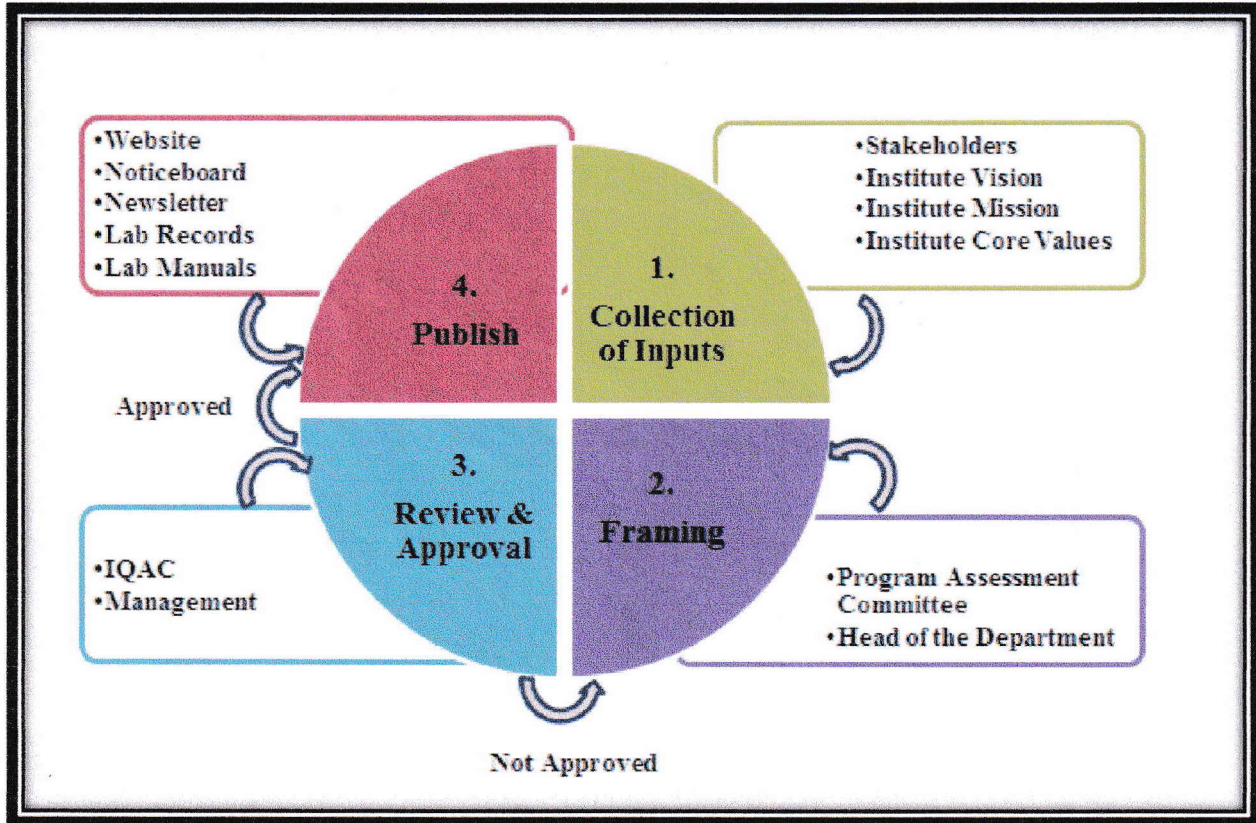 •Website
•Noticeboard
•Newsletter
•Lab Records
•Lab Manuals
•Stakeholders
•Institute Vision
•Institute Mission
•Institute Core Values
4.
Publish
1.
Collection
of Inputs
Approved
3.
Review &
Approval
2.
Framing
•IQAC
•Management
•Program Assessment
Committee
•Head of the Department
Not Approved